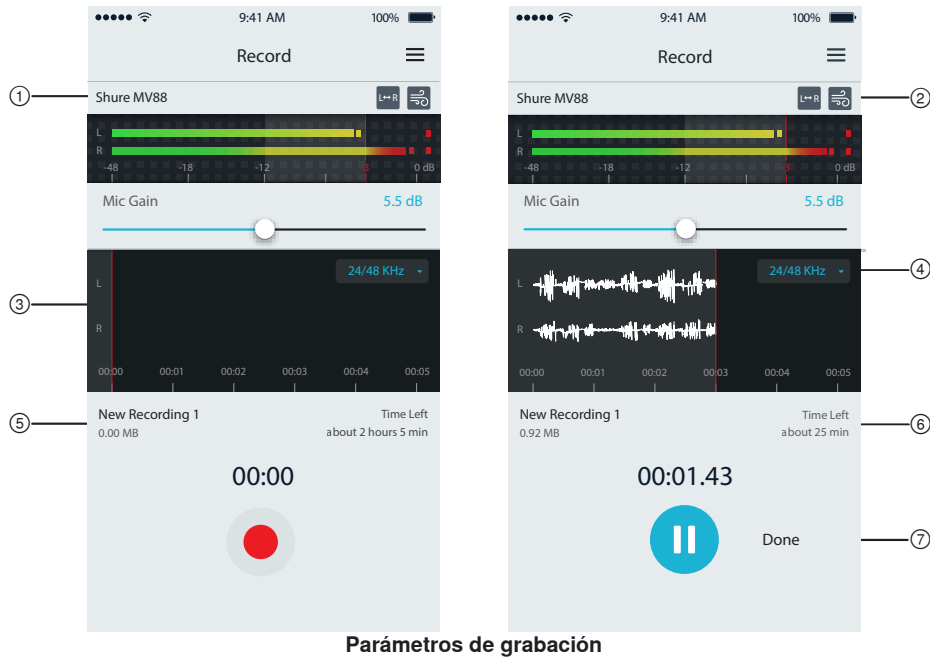 9:41 AM 100%
Record
① Shure MV88 L↔R
L
R
-48 -18 -12 -3 0 dB
Mic Gain 5.5 dB
24/48 KHz
③
L
R
00:00 00:01 00:02 00:03 00:04 00:05
⑤ New Recording 1 Time Left
0.00 MB about 2 hours 5 min
00:00
9:41 AM 100%
Record
Shure MV88 L↔R ②
L
R
-48 -18 -12 -3 0 dB
Mic Gain 5.5 dB
24/48 KHz ④
L
R
00:00 00:01 00:02 00:03 00:04 00:05
New Recording 1 Time Left ⑥
0.92 MB about 25 min
00:01.43
Done ⑦
Parámetros de grabación